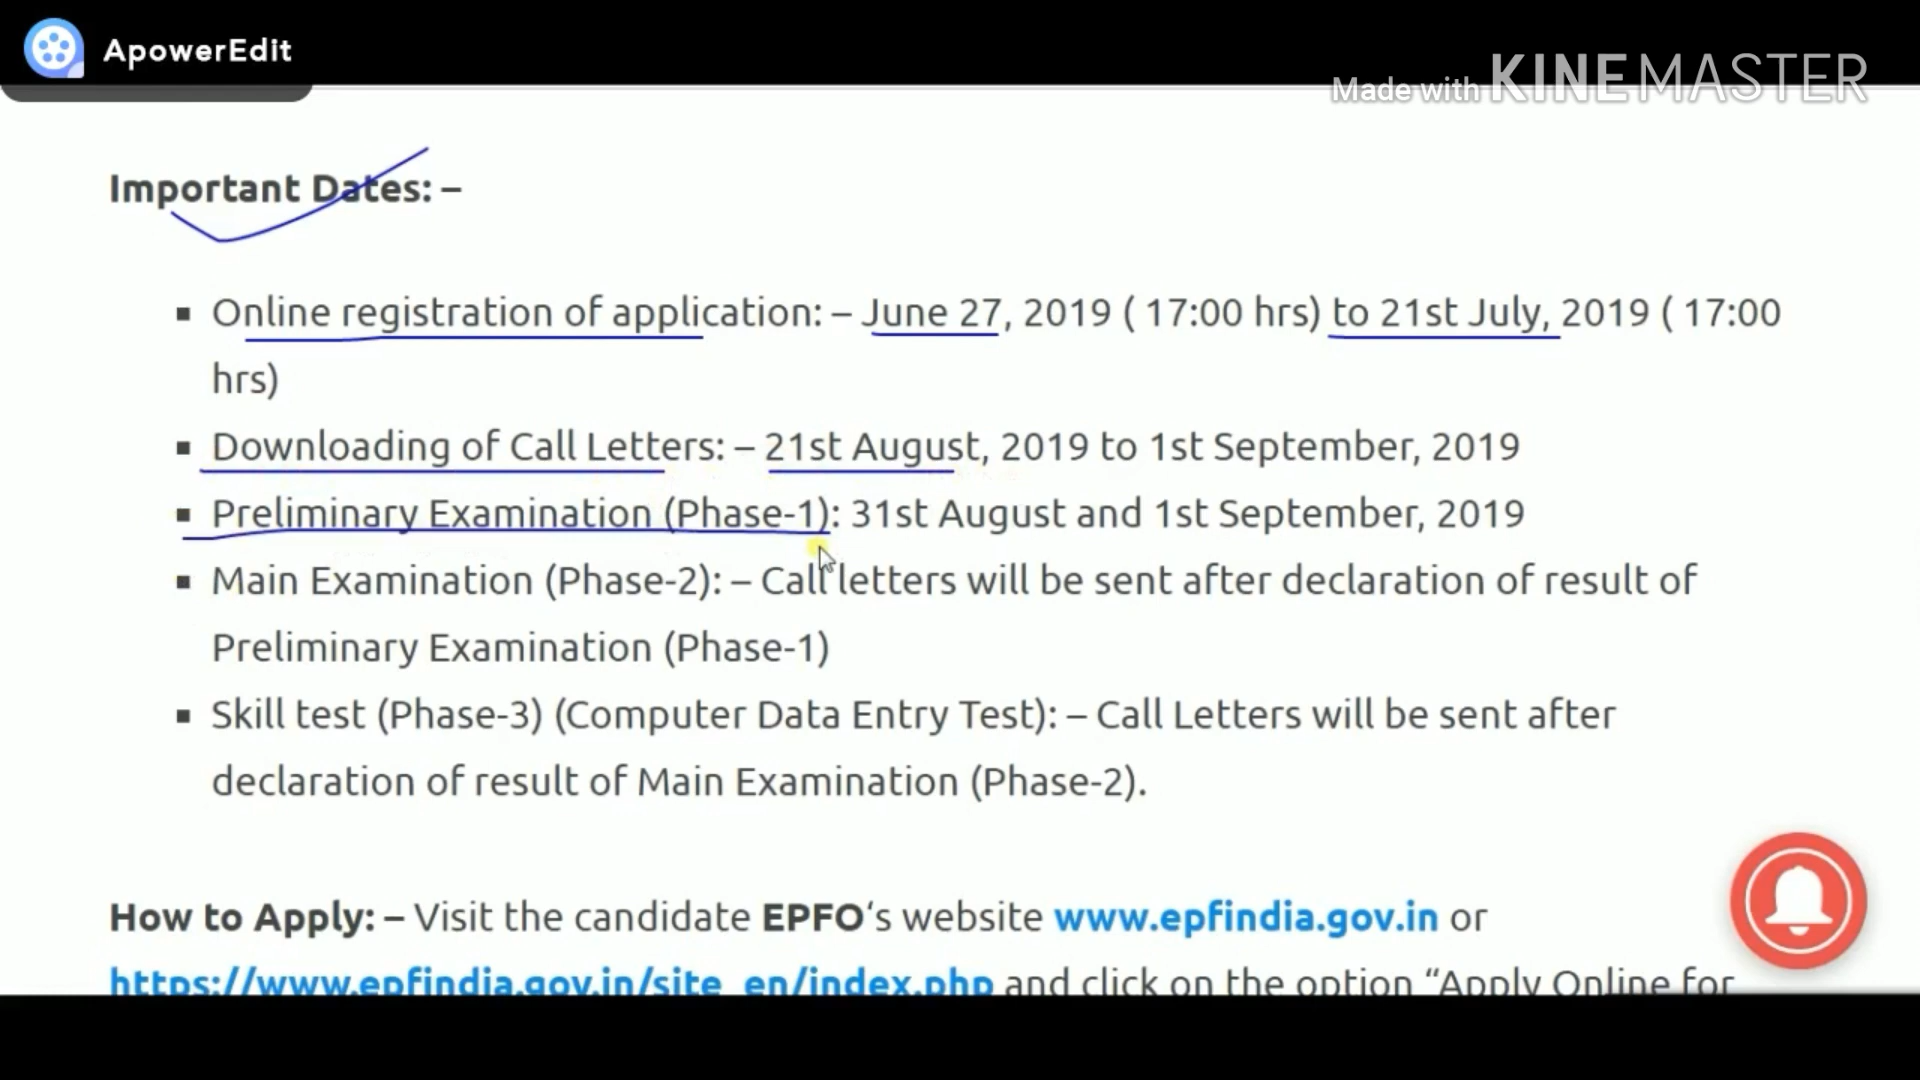 ApowerEdit
Made with KINEMASTER
Important Dates: –
▪ Online registration of application: – June 27, 2019 ( 17:00 hrs) to 21st July, 2019 ( 17:00
hrs)
▪ Downloading of Call Letters: – 21st August, 2019 to 1st September, 2019
▪ Preliminary Examination (Phase-1): 31st August and 1st September, 2019
▪ Main Examination (Phase-2): – Call letters will be sent after declaration of result of
Preliminary Examination (Phase-1)
▪ Skill test (Phase-3) (Computer Data Entry Test): – Call Letters will be sent after
declaration of result of Main Examination (Phase-2).
How to Apply: – Visit the candidate EPFO‘s website www.epfindia.gov.in or
https://www.epfindia.gov.in/site_en/index.php and click on the option “Apply Online for